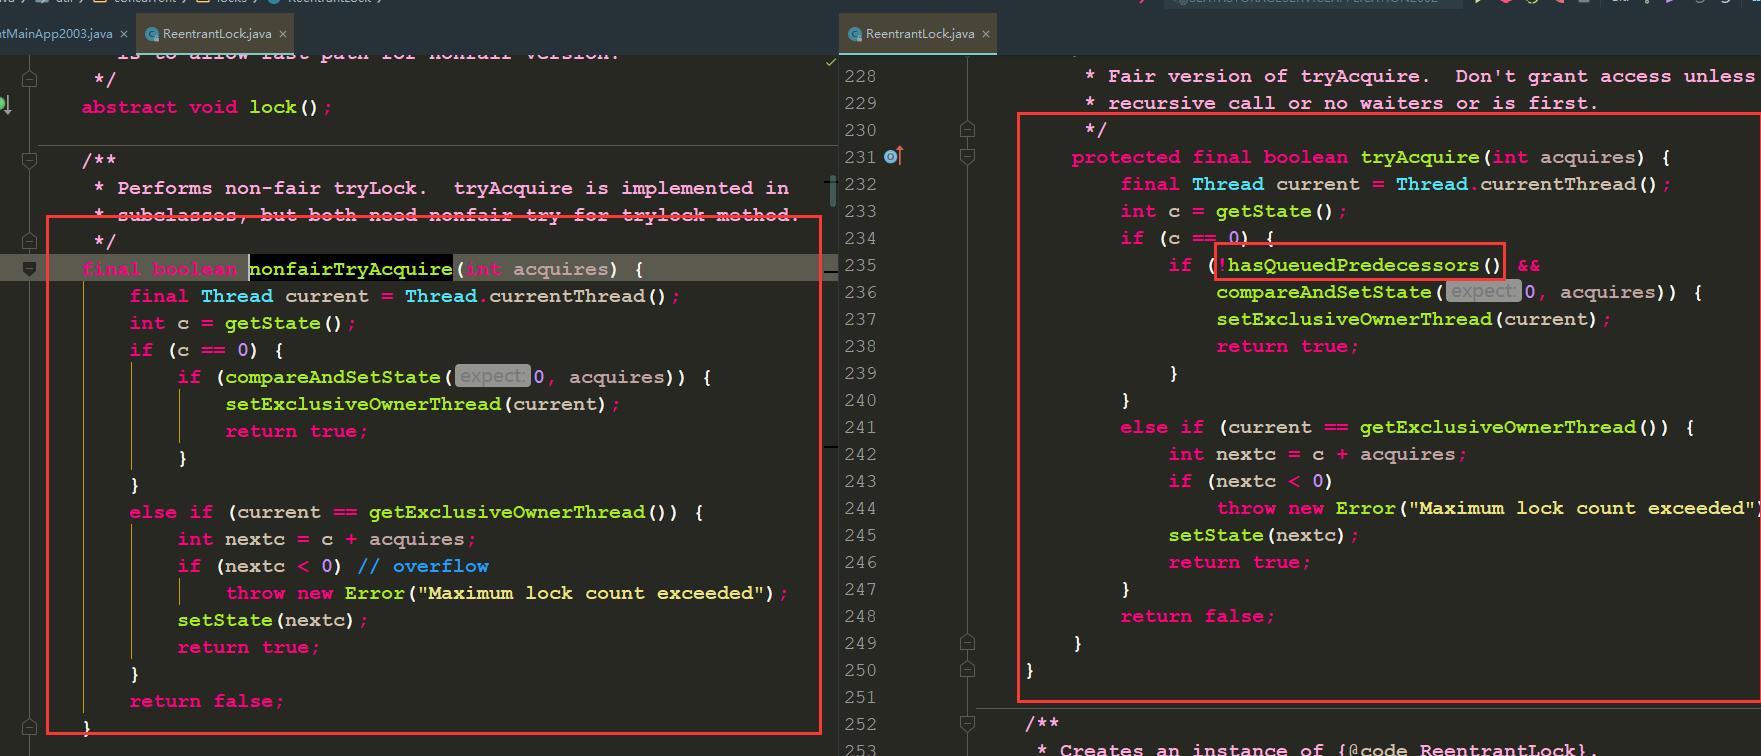 util
concurrent
locks
ReentrantLock
ntMainApp2003.java ×
ReentrantLock.java ×
is to allow fast path for nonfair version.
*/
abstract void lock();
/**
* Performs non-fair tryLock.  tryAcquire is implemented in
* subclasses, but both need nonfair try for trylock method.
*/
final boolean nonfairTryAcquire(int acquires) {
final Thread current = Thread.currentThread();
int c = getState();
if (c == 0) {
if (compareAndSetState( expect: 0, acquires)) {
setExclusiveOwnerThread(current);
return true;
}
}
else if (current == getExclusiveOwnerThread()) {
int nextc = c + acquires;
if (nextc < 0) // overflow
throw new Error("Maximum lock count exceeded");
setState(nextc);
return true;
}
return false;
}
ReentrantLock.java ×
228 * Fair version of tryAcquire.  Don't grant access unless
229 * recursive call or no waiters or is first.
230 */
231 protected final boolean tryAcquire(int acquires) {
232 final Thread current = Thread.currentThread();
233 int c = getState();
234 if (c == 0) {
235 if (!hasQueuedPredecessors() &&
236 compareAndSetState( expect: 0, acquires)) {
237 setExclusiveOwnerThread(current);
238 return true;
239 }
240 }
241 else if (current == getExclusiveOwnerThread()) {
242 int nextc = c + acquires;
243 if (nextc < 0)
244 throw new Error("Maximum lock count exceeded")
245 setState(nextc);
246 return true;
247 }
248 return false;
249 }
250 }
251
252 /**
253 * Creates an instance of {@code ReentrantLock}.